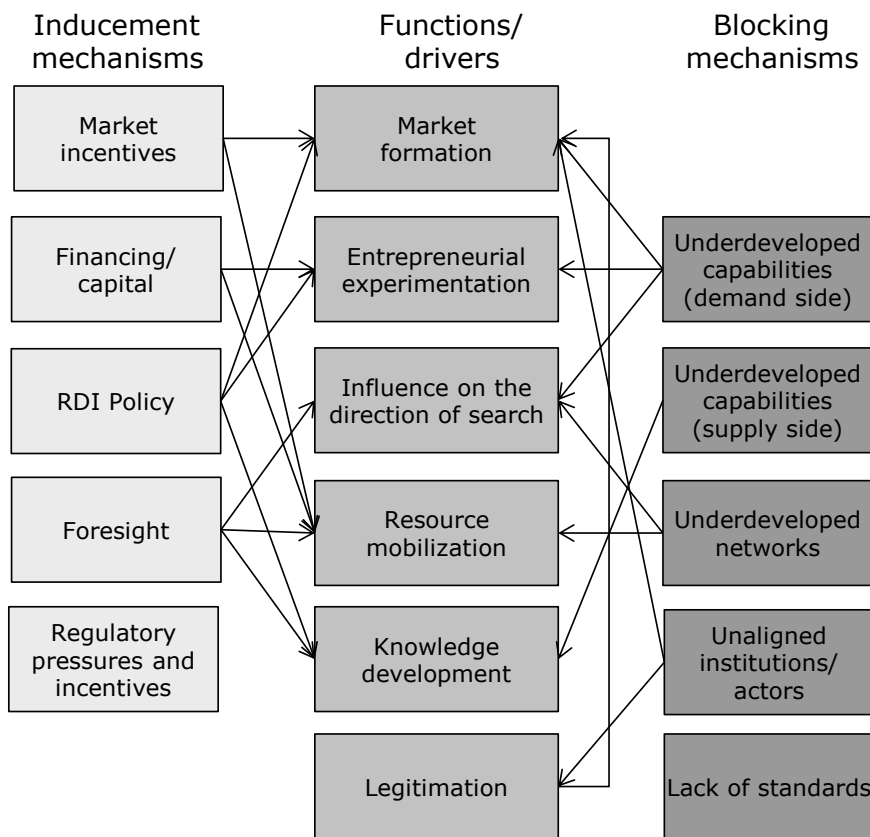 Inducement
mechanisms
Functions/
drivers
Blocking
mechanisms
Market
incentives
Market
formation
Financing/
capital
Entrepreneurial
experimentation
Underdeveloped
capabilities
(demand side)
RDI Policy
Influence on the
direction of search
Underdeveloped
capabilities
(supply side)
Foresight
Resource
mobilization
Underdeveloped
networks
Regulatory
pressures and
incentives
Knowledge
development
Unaligned
institutions/
actors
Legitimation
Lack of standards